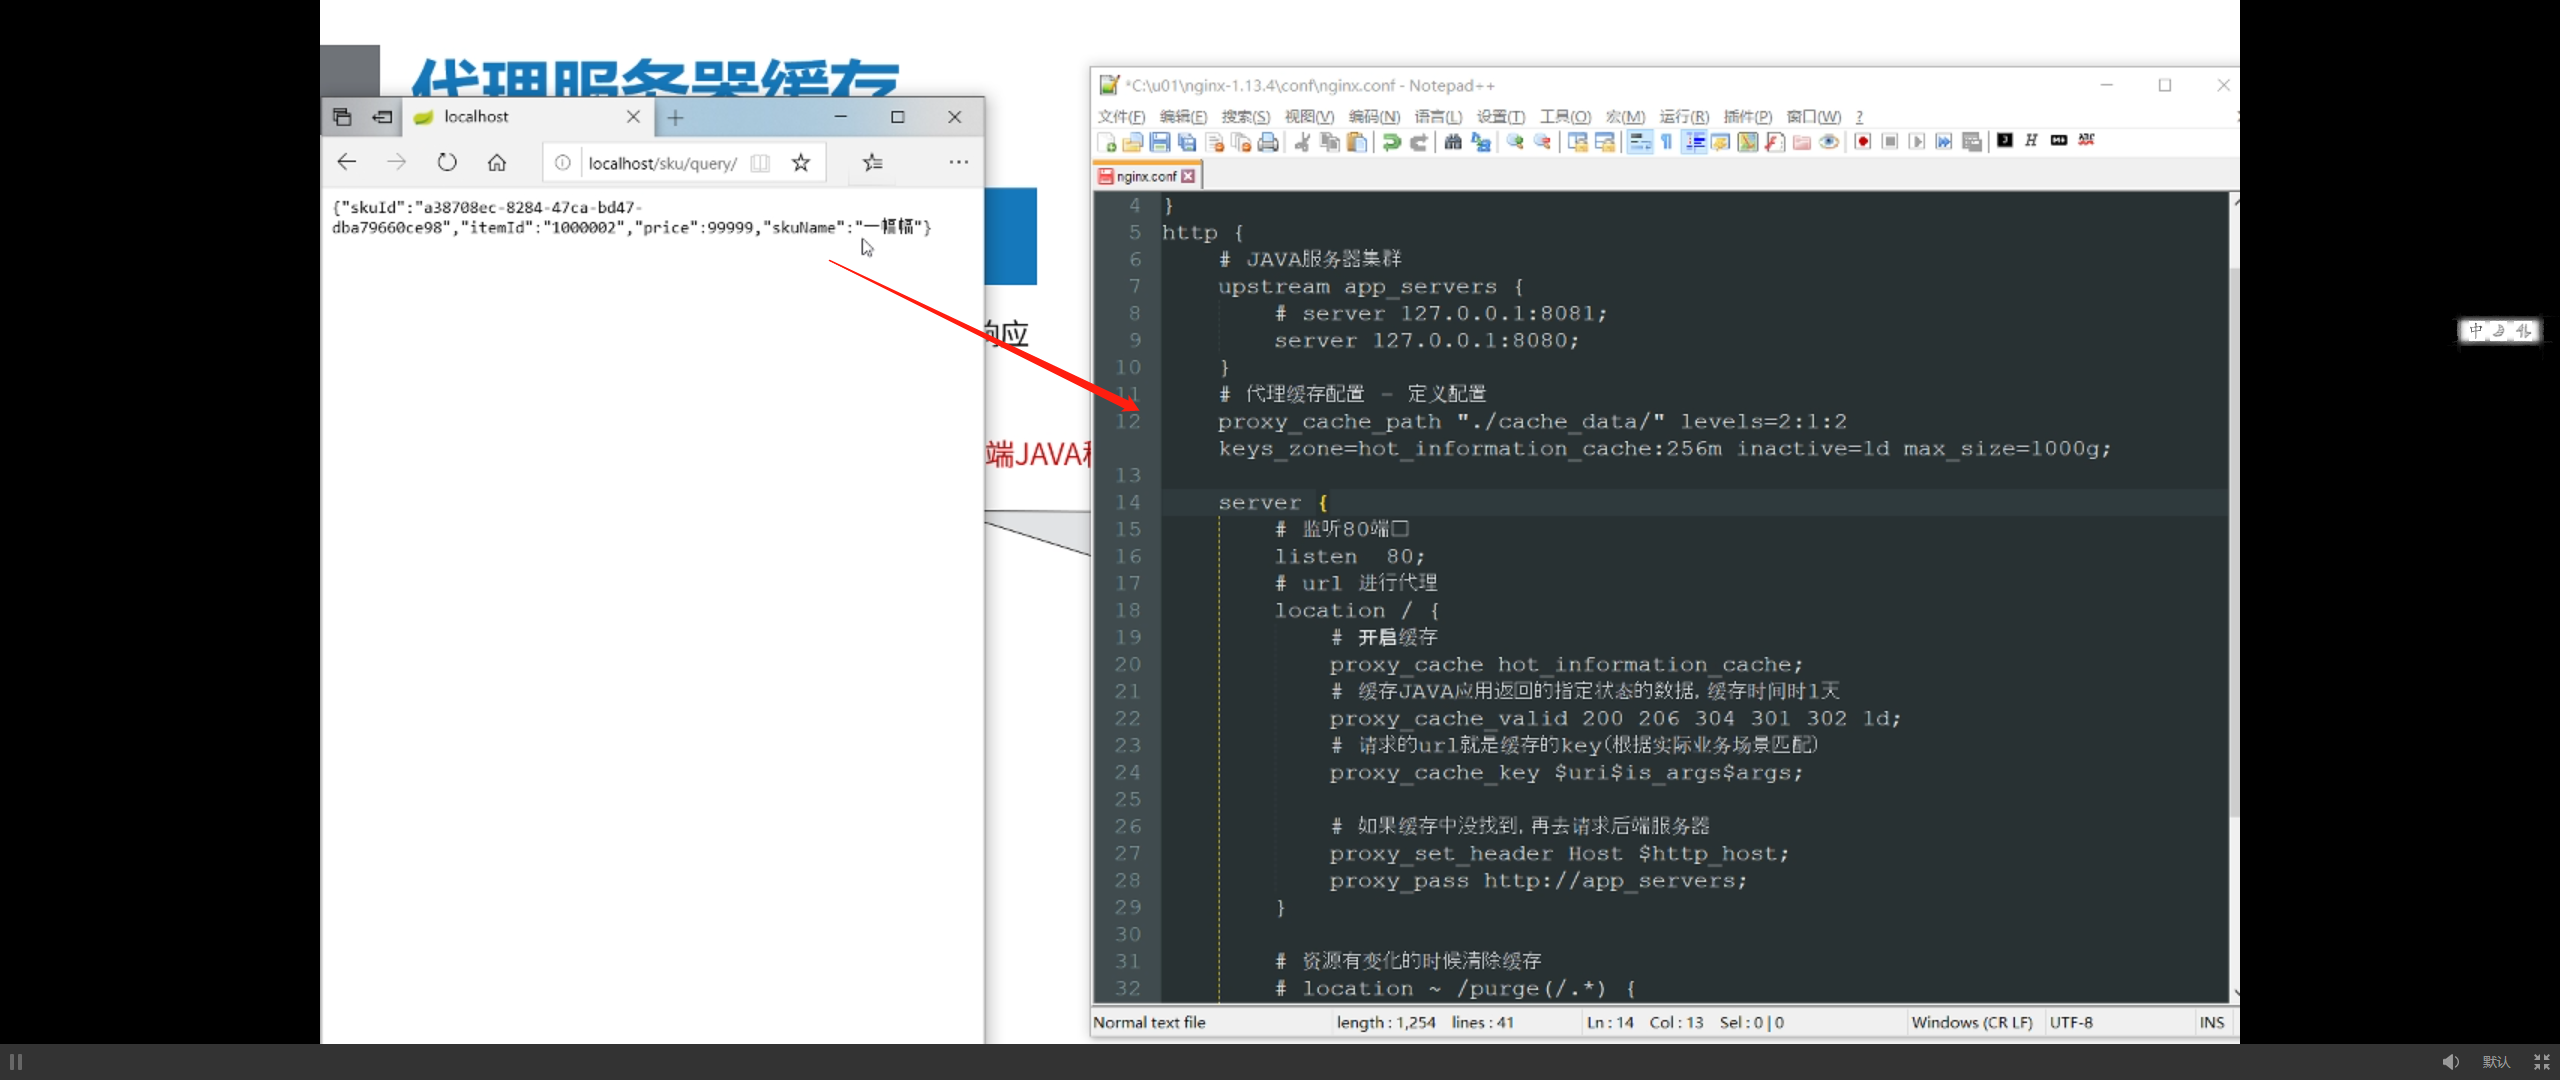 代理服务器缓存
localhost
localhost/sku/query/
{"skuId":"a38708ec-8284-47ca-bd47-
dba79660ce98","itemId":"1000002","price":99999,"skuName":"一幅幅"}
响应
端JAVA
*C:\u01\nginx-1.13.4\conf\nginx.conf - Notepad++
文件(F) 编辑(E) 搜索(S) 视图(V) 编码(N) 语言(L) 设置(T) 工具(O) 宏(M) 运行(R) 插件(P) 窗口(W) ?
nginx.conf
4 }
5 http {
6 # JAVA服务器集群
7 upstream app_servers {
8 # server 127.0.0.1:8081;
9 server 127.0.0.1:8080;
10 }
11 # 代理缓存配置 - 定义配置
12 proxy_cache_path "./cache_data/" levels=2:1:2
keys_zone=hot_information_cache:256m inactive=1d max_size=1000g;
13
14 server {
15 # 监听80端口
16 listen 80;
17 # url 进行代理
18 location / {
19 # 开启缓存
20 proxy_cache hot_information_cache;
21 # 缓存JAVA应用返回的指定状态的数据, 缓存时间时1天
22 proxy_cache_valid 200 206 304 301 302 1d;
23 # 请求的url就是缓存的key(根据实际业务场景匹配)
24 proxy_cache_key $uri$is_args$args;
25
26 # 如果缓存中没找到, 再去请求后端服务器
27 proxy_set_header Host $http_host;
28 proxy_pass http://app_servers;
29 }
30
31 # 资源有变化的时候清除缓存
32 # location ~ /purge(/.*) {
Normal text file length : 1,254 lines : 41 Ln : 14 Col : 13 Sel : 0 | 0 Windows (CR LF) UTF-8 INS
中
默认